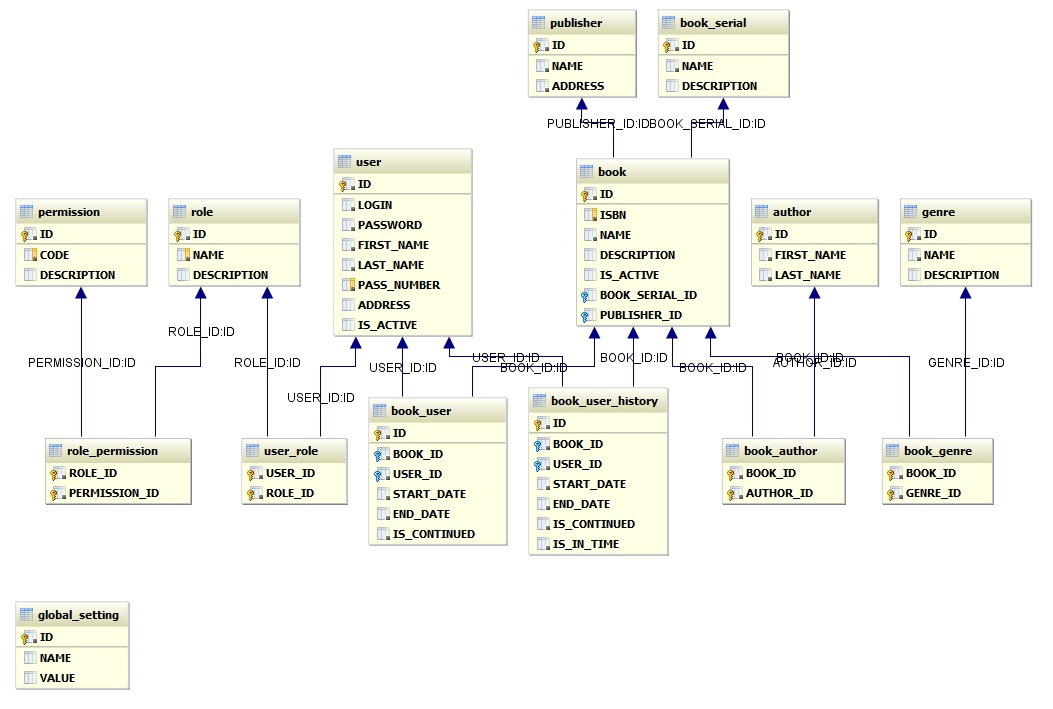 publisher
ID
NAME
ADDRESS
book_serial
ID
NAME
DESCRIPTION
PUBLISHER_ID:ID
BOOK_SERIAL_ID:ID
user
ID
LOGIN
PASSWORD
FIRST_NAME
LAST_NAME
PASS_NUMBER
ADDRESS
IS_ACTIVE
book
ID
ISBN
NAME
DESCRIPTION
IS_ACTIVE
BOOK_SERIAL_ID
PUBLISHER_ID
permission
ID
CODE
DESCRIPTION
role
ID
NAME
DESCRIPTION
author
ID
FIRST_NAME
LAST_NAME
genre
ID
NAME
DESCRIPTION
ROLE_ID:ID
PERMISSION_ID:ID
ROLE_ID:ID
USER_ID:ID
USER_ID:ID
USER_ID:ID
BOOK_ID:ID
BOOK_ID:ID
BOOK_ID:ID
BOOK_ID:ID
AUTHOR_ID:ID
GENRE_ID:ID
role_permission
ROLE_ID
PERMISSION_ID
user_role
USER_ID
ROLE_ID
book_user
ID
BOOK_ID
USER_ID
START_DATE
END_DATE
IS_CONTINUED
book_user_history
ID
BOOK_ID
USER_ID
START_DATE
END_DATE
IS_CONTINUED
IS_IN_TIME
book_author
BOOK_ID
AUTHOR_ID
book_genre
BOOK_ID
GENRE_ID
global_setting
ID
NAME
VALUE